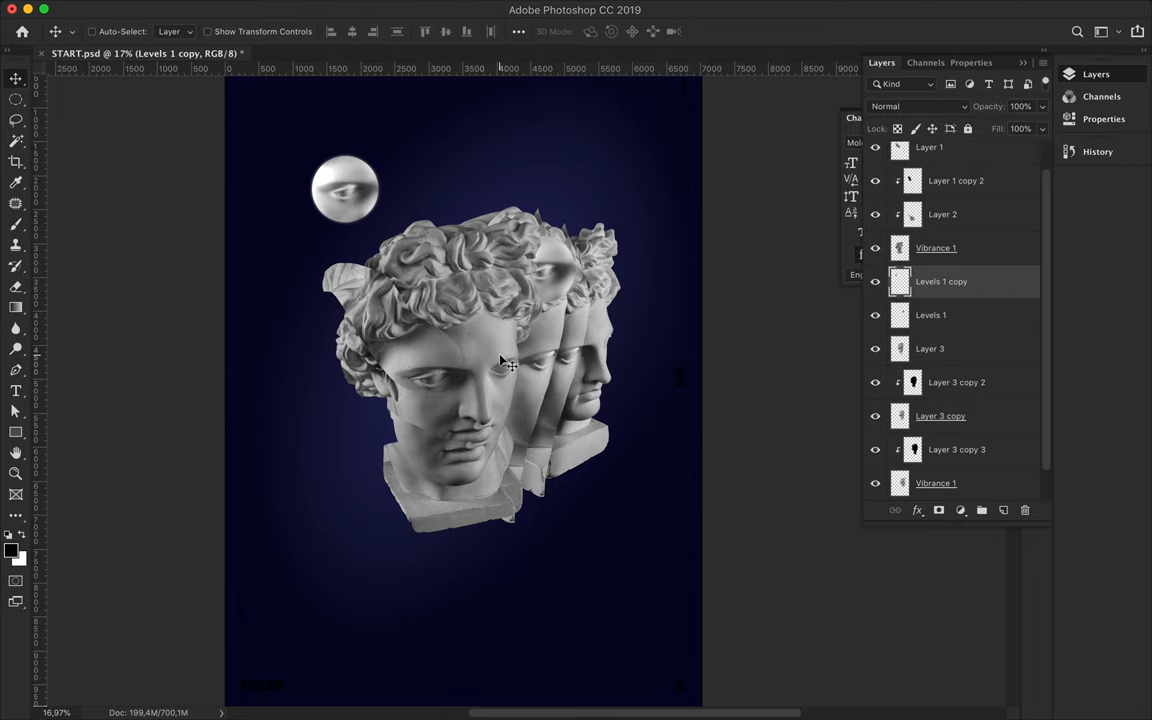 Adobe Photoshop CC 2019
Auto-Select: Layer Show Transform Controls 3D Mode:
START.psd @ 17% (Levels 1 copy, RGB/8) *
2500 2000 1500 1000 500 0 500 1000 1500 2000 2500 3000 3500 4000 4500 5000 5500 6000 6500 7000 7500 8000 8500 9000
Layers Channels Properties
Kind
Normal Opacity: 100%
Lock: Fill: 100%
Layer 1
Layer 1 copy 2
Layer 2
Vibrance 1
Levels 1 copy
Levels 1
Layer 3
Layer 3 copy 2
Layer 3 copy
Layer 3 copy 3
Vibrance 1
Layers
Channels
Properties
History
Cha
Mol
Eng
16,97% Doc: 199,4M/700,1M